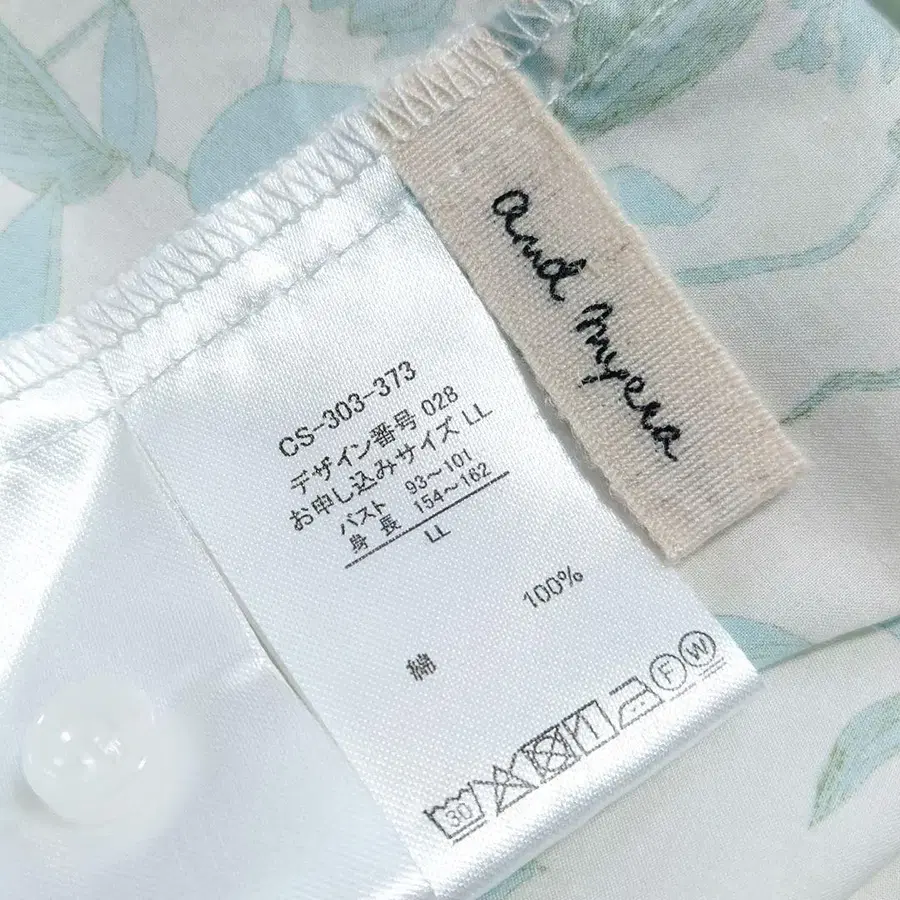 and myera
CS-303-373
デザイン番号 028
お申し込みサイズ LL
バスト 93～101
身長 154～162
LL
綿 100%
30
F W